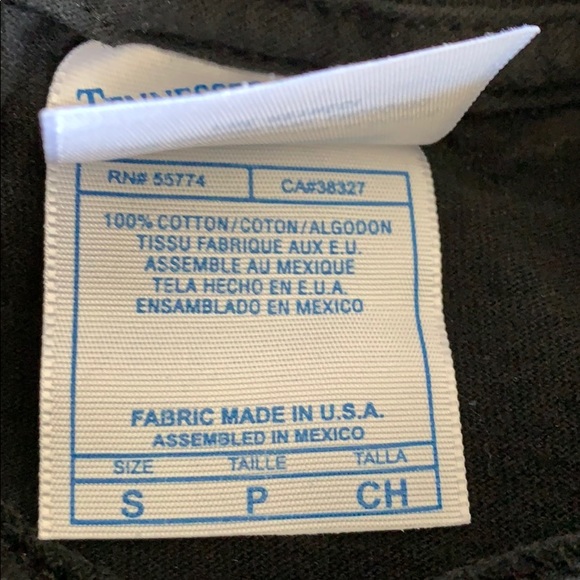 RN# 55774 CA#38327
100% COTTON/COTON/ALGODON
TISSU FABRIQUE AUX E.U.
ASSEMBLE AU MEXIQUE
TELA HECHO EN E.U.A.
ENSAMBLADO EN MEXICO
FABRIC MADE IN U.S.A.
ASSEMBLED IN MEXICO
SIZE TAILLE TALLA
S P CH